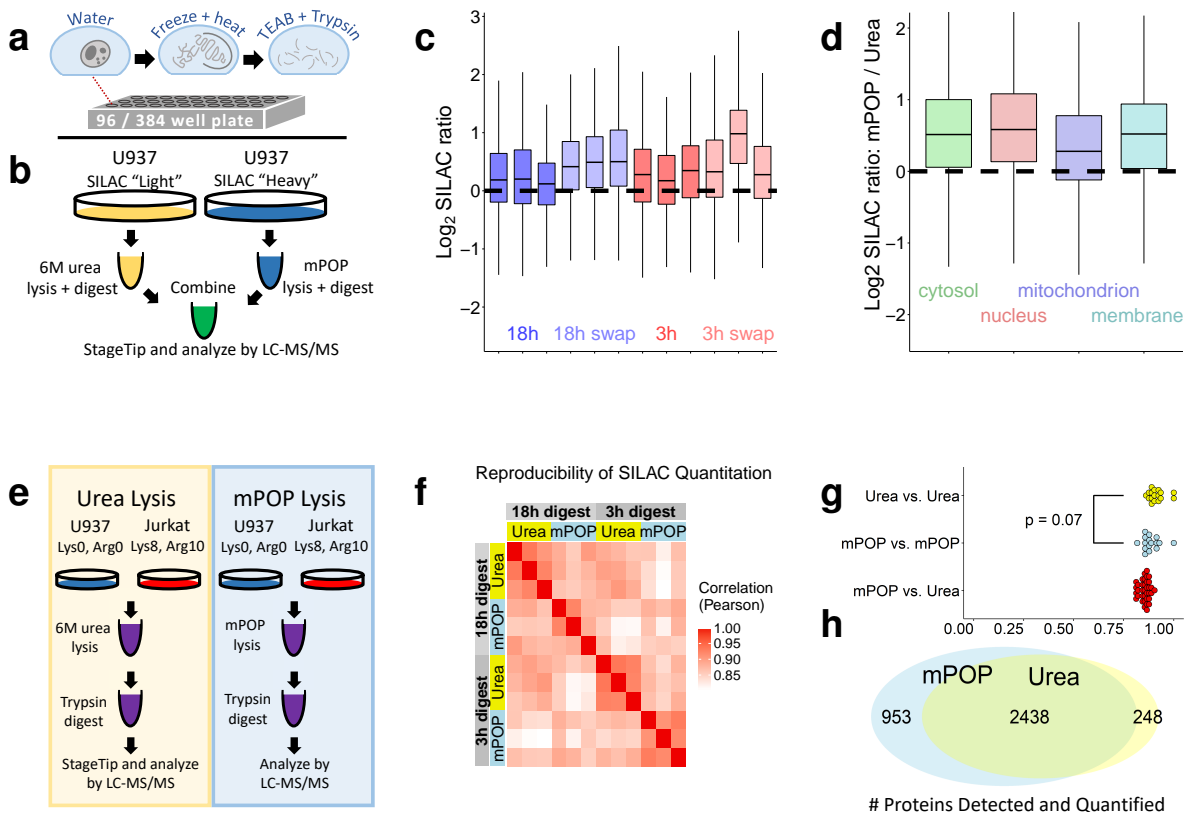 a
Water
Freeze + heat
TEAB + Trypsin
96 / 384 well plate
b
U937
SILAC “Light”
U937
SILAC “Heavy”
6M urea
lysis + digest
Combine
mPOP
lysis + digest
StageTip and analyze by LC-MS/MS
c
Log2 SILAC ratio
3
2
1
0
−1
−2
18h
18h swap
3h
3h swap
d
Log2 SILAC ratio: mPOP / Urea
2
1
0
−1
−2
cytosol
mitochondrion
nucleus
membrane
e
Urea Lysis
U937
Jurkat
Lys0, Arg0
Lys8, Arg10
6M urea
lysis
Trypsin
digest
StageTip and analyze
by LC-MS/MS
mPOP Lysis
U937
Jurkat
Lys0, Arg0
Lys8, Arg10
mPOP
lysis
Trypsin
digest
Analyze by
LC-MS/MS
f
Reproducibility of SILAC Quantitation
18h digest
3h digest
Urea
mPOP
Urea
mPOP
18h digest
Urea
mPOP
3h digest
Urea
mPOP
Correlation
(Pearson)
1.00
0.95
0.90
0.85
g
Urea vs. Urea
p = 0.07
mPOP vs. mPOP
mPOP vs. Urea
0.00
0.25
0.50
0.75
1.00
h
mPOP
Urea
953
2438
248
# Proteins Detected and Quantified